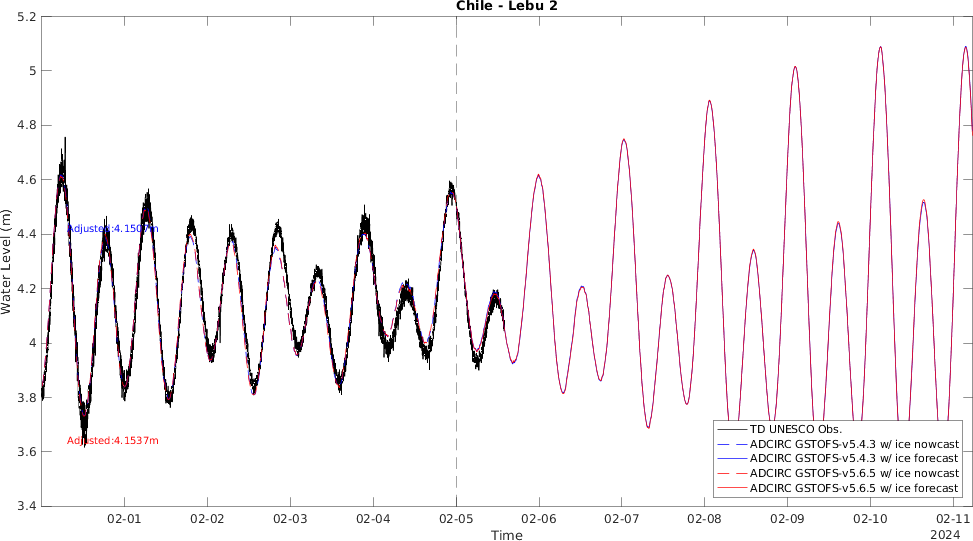 Chile - Lebu 2
5.2
5
4.8
4.6
4.4
4.2
4
3.8
3.6
3.4
Water Level (m)
Adjusted:4.1507m
Adjusted:4.1537m
TD UNESCO Obs.
ADCIRC GSTOFS-v5.4.3 w/ ice nowcast
ADCIRC GSTOFS-v5.4.3 w/ ice forecast
ADCIRC GSTOFS-v5.6.5 w/ ice nowcast
ADCIRC GSTOFS-v5.6.5 w/ ice forecast
02-01 02-02 02-03 02-04 02-05 02-06 02-07 02-08 02-09 02-10 02-11
Time
2024